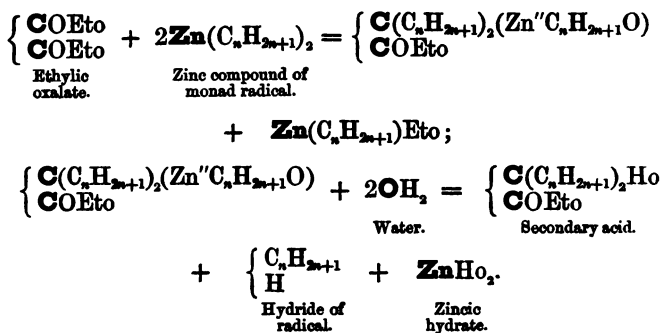 { COEto COEto + 2Zn(CₙH₂ₙ₊₁)₂ = { C(CₙH₂ₙ₊₁)₂(Zn″CₙH₂ₙ₊₁O) COEto
Ethylic oxalate. Zinc compound of monad radical.
+ Zn(CₙH₂ₙ₊₁)Eto;
{ C(CₙH₂ₙ₊₁)₂(Zn″CₙH₂ₙ₊₁O) COEto + 2OH₂ = { C(CₙH₂ₙ₊₁)₂Ho COEto
Water. Secondary acid.
+ { CₙH₂ₙ₊₁ H + ZnHo₂.
Hydride of radical. Zincic hydrate.